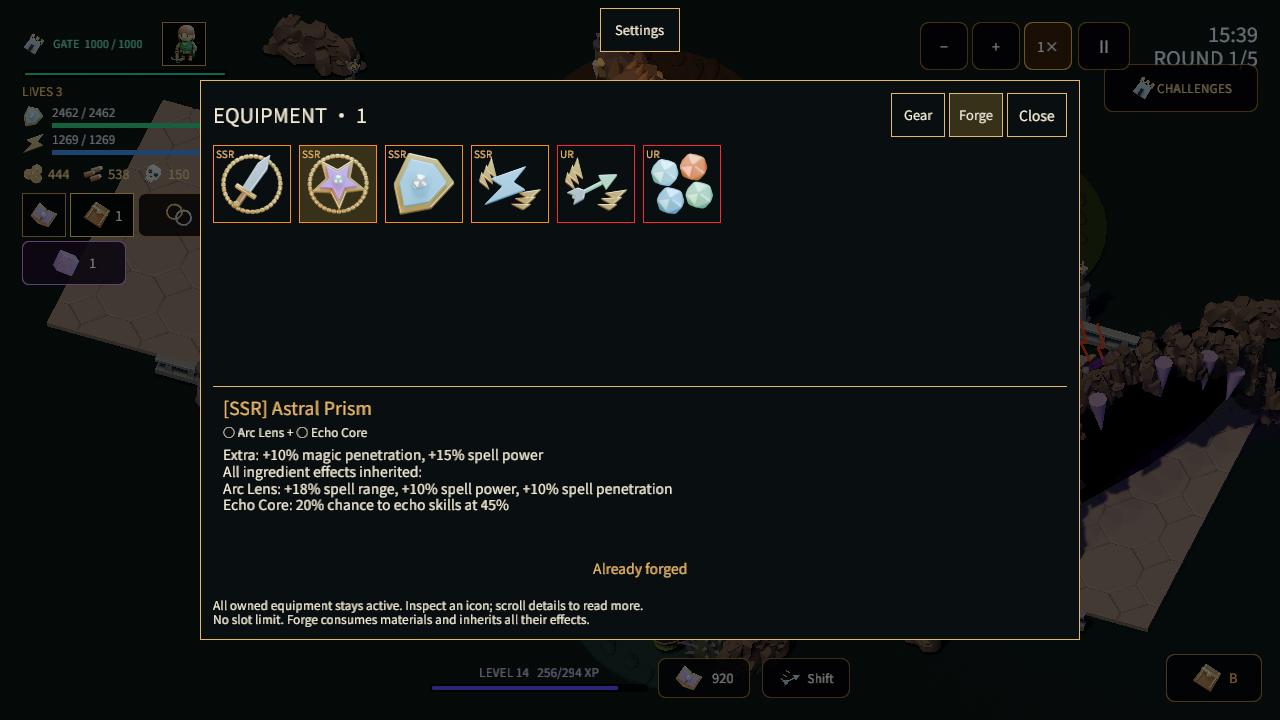 Settings
GATE 1000 / 1000
− + 1× II
15:39
ROUND 1/5
CHALLENGES
LIVES 3
2462 / 2462
1269 / 1269
444 538 150
1
1
EQUIPMENT • 1
Gear Forge Close
SSR SSR SSR SSR UR UR
[SSR] Astral Prism
○ Arc Lens + ○ Echo Core
Extra: +10% magic penetration, +15% spell power
All ingredient effects inherited:
Arc Lens: +18% spell range, +10% spell power, +10% spell penetration
Echo Core: 20% chance to echo skills at 45%
Already forged
All owned equipment stays active. Inspect an icon; scroll details to read more.
No slot limit. Forge consumes materials and inherits all their effects.
LEVEL 14 256/294 XP
920
Shift
B